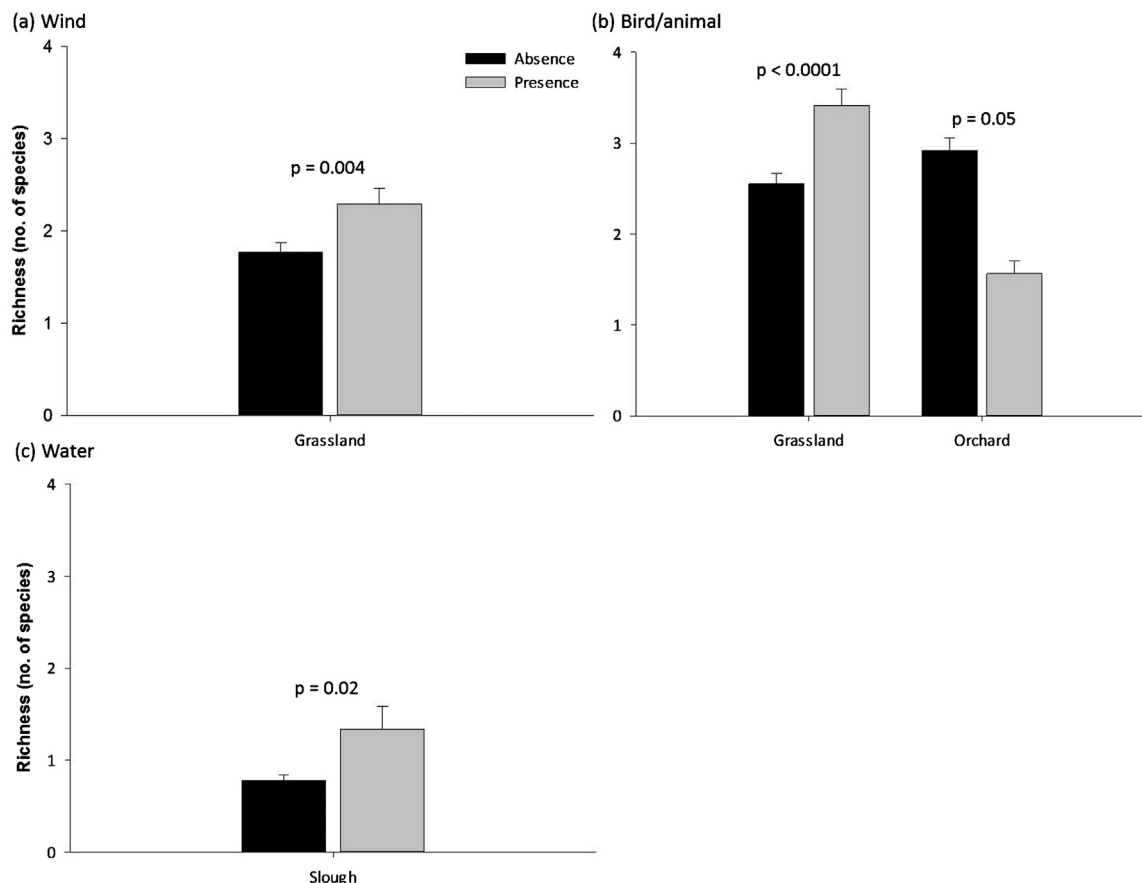 (a) Wind
4
3
2
1
0
Richness (no. of species)
Absence
Presence
p = 0.004
Grassland
(b) Bird/animal
4
3
2
1
0
p < 0.0001
p = 0.05
Grassland
Orchard
(c) Water
4
3
2
1
0
Richness (no. of species)
p = 0.02
Slough